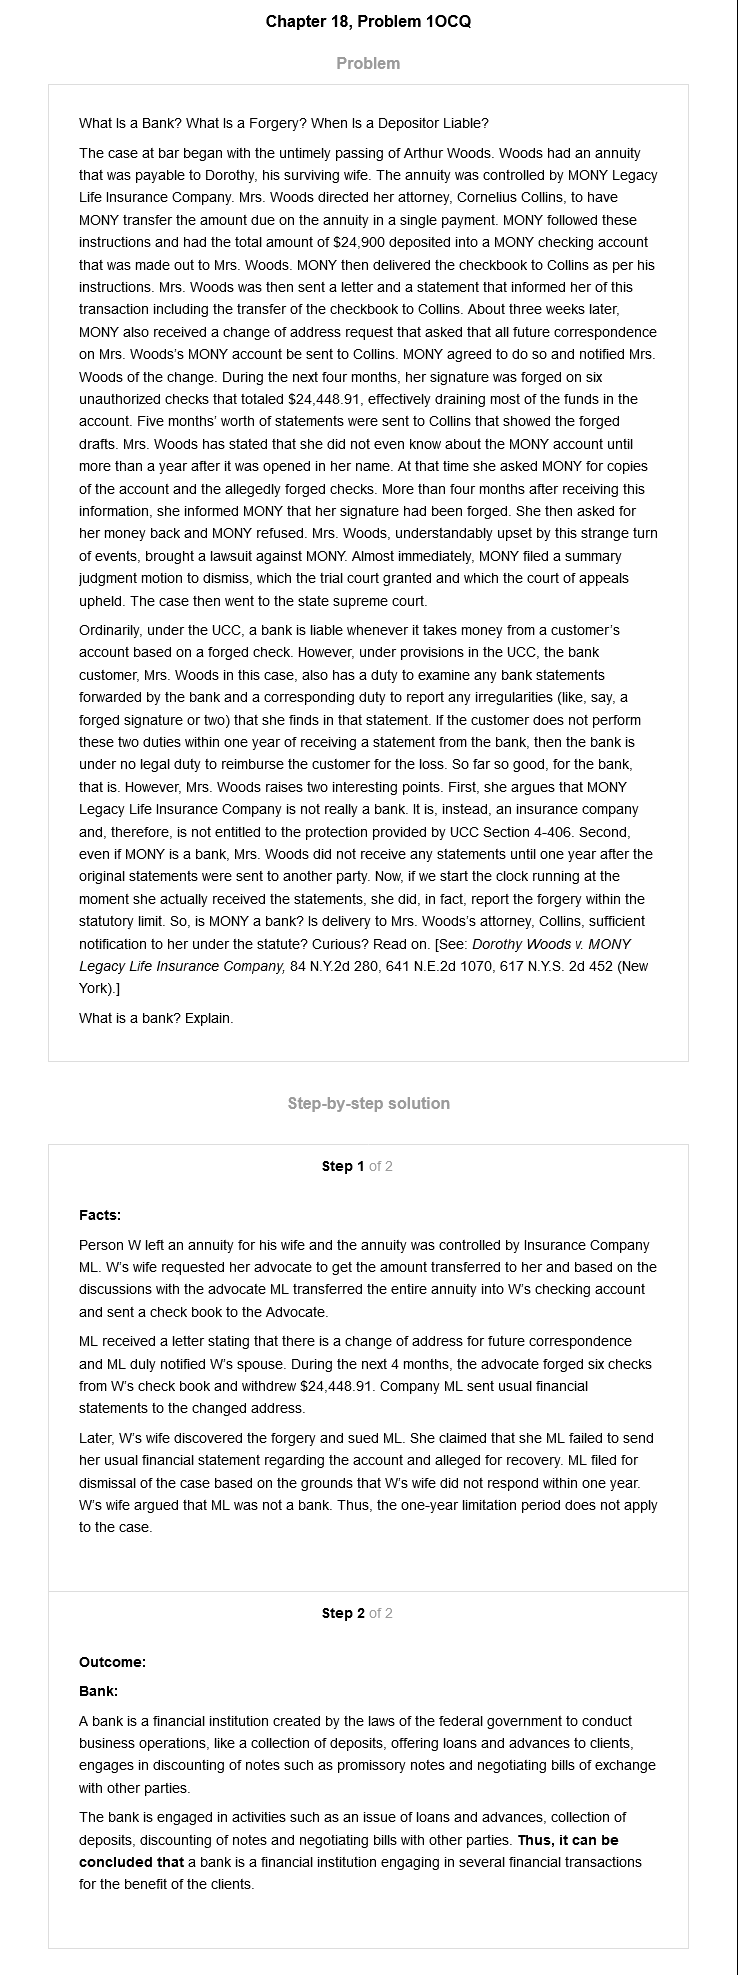 Chapter 18, Problem 1OCQ
Problem
What Is a Bank? What Is a Forgery? When Is a Depositor Liable?
The case at bar began with the untimely passing of Arthur Woods. Woods had an annuity
that was payable to Dorothy, his surviving wife. The annuity was controlled by MONY Legacy
Life Insurance Company. Mrs. Woods directed her attorney, Cornelius Collins, to have
MONY transfer the amount due on the annuity in a single payment. MONY followed these
instructions and had the total amount of $24,900 deposited into a MONY checking account
that was made out to Mrs. Woods. MONY then delivered the checkbook to Collins as per his
instructions. Mrs. Woods was then sent a letter and a statement that informed her of this
transaction including the transfer of the checkbook to Collins. About three weeks later,
MONY also received a change of address request that asked that all future correspondence
on Mrs. Woods's MONY account be sent to Collins. MONY agreed to do so and notified Mrs.
Woods of the change. During the next four months, her signature was forged on six
unauthorized checks that totaled $24,448.91, effectively draining most of the funds in the
account. Five months' worth of statements were sent to Collins that showed the forged
drafts. Mrs. Woods has stated that she did not even know about the MONY account until
more than a year after it was opened in her name. At that time she asked MONY for copies
of the account and the allegedly forged checks. More than four months after receiving this
information, she informed MONY that her signature had been forged. She then asked for
her money back and MONY refused. Mrs. Woods, understandably upset by this strange turn
of events, brought a lawsuit against MONY. Almost immediately, MONY filed a summary
judgment motion to dismiss, which the trial court granted and which the court of appeals
upheld. The case then went to the state supreme court.
Ordinarily, under the UCC, a bank is liable whenever it takes money from a customer's
account based on a forged check. However, under provisions in the UCC, the bank
customer, Mrs. Woods in this case, also has a duty to examine any bank statements
forwarded by the bank and a corresponding duty to report any irregularities (like, say, a
forged signature or two) that she finds in that statement. If the customer does not perform
these two duties within one year of receiving a statement from the bank, then the bank is
under no legal duty to reimburse the customer for the loss. So far so good, for the bank,
that is. However, Mrs. Woods raises two interesting points. First, she argues that MONY
Legacy Life Insurance Company is not really a bank. It is, instead, an insurance company
and, therefore, is not entitled to the protection provided by UCC Section 4-406. Second,
even if MONY is a bank, Mrs. Woods did not receive any statements until one year after the
original statements were sent to another party. Now, if we start the clock running at the
moment she actually received the statements, she did, in fact, report the forgery within the
statutory limit. So, is MONY a bank? Is delivery to Mrs. Woods's attorney, Collins, sufficient
notification to her under the statute? Curious? Read on. [See: Dorothy Woods v. MONY
Legacy Life Insurance Company, 84 N.Y.2d 280, 641 N.E.2d 1070, 617 N.Y.S. 2d 452 (New
York).]
What is a bank? Explain.
Step-by-step solution
Step 1 of 2
Facts:
Person W left an annuity for his wife and the annuity was controlled by Insurance Company
ML. W's wife requested her advocate to get the amount transferred to her and based on the
discussions with the advocate ML transferred the entire annuity into W's checking account
and sent a check book to the Advocate.
ML received a letter stating that there is a change of address for future correspondence
and ML duly notified W's spouse. During the next 4 months, the advocate forged six checks
from W's check book and withdrew $24,448.91. Company ML sent usual financial
statements to the changed address.
Later, W's wife discovered the forgery and sued ML. She claimed that she ML failed to send
her usual financial statement regarding the account and alleged for recovery. ML filed for
dismissal of the case based on the grounds that W's wife did not respond within one year.
W's wife argued that ML was not a bank. Thus, the one-year limitation period does not apply
to the case.
Step 2 of 2
Outcome:
Bank:
A bank is a financial institution created by the laws of the federal government to conduct
business operations, like a collection of deposits, offering loans and advances to clients,
engages in discounting of notes such as promissory notes and negotiating bills of exchange
with other parties.
The bank is engaged in activities such as an issue of loans and advances, collection of
deposits, discounting of notes and negotiating bills with other parties. Thus, it can be
concluded that a bank is a financial institution engaging in several financial transactions
for the benefit of the clients.